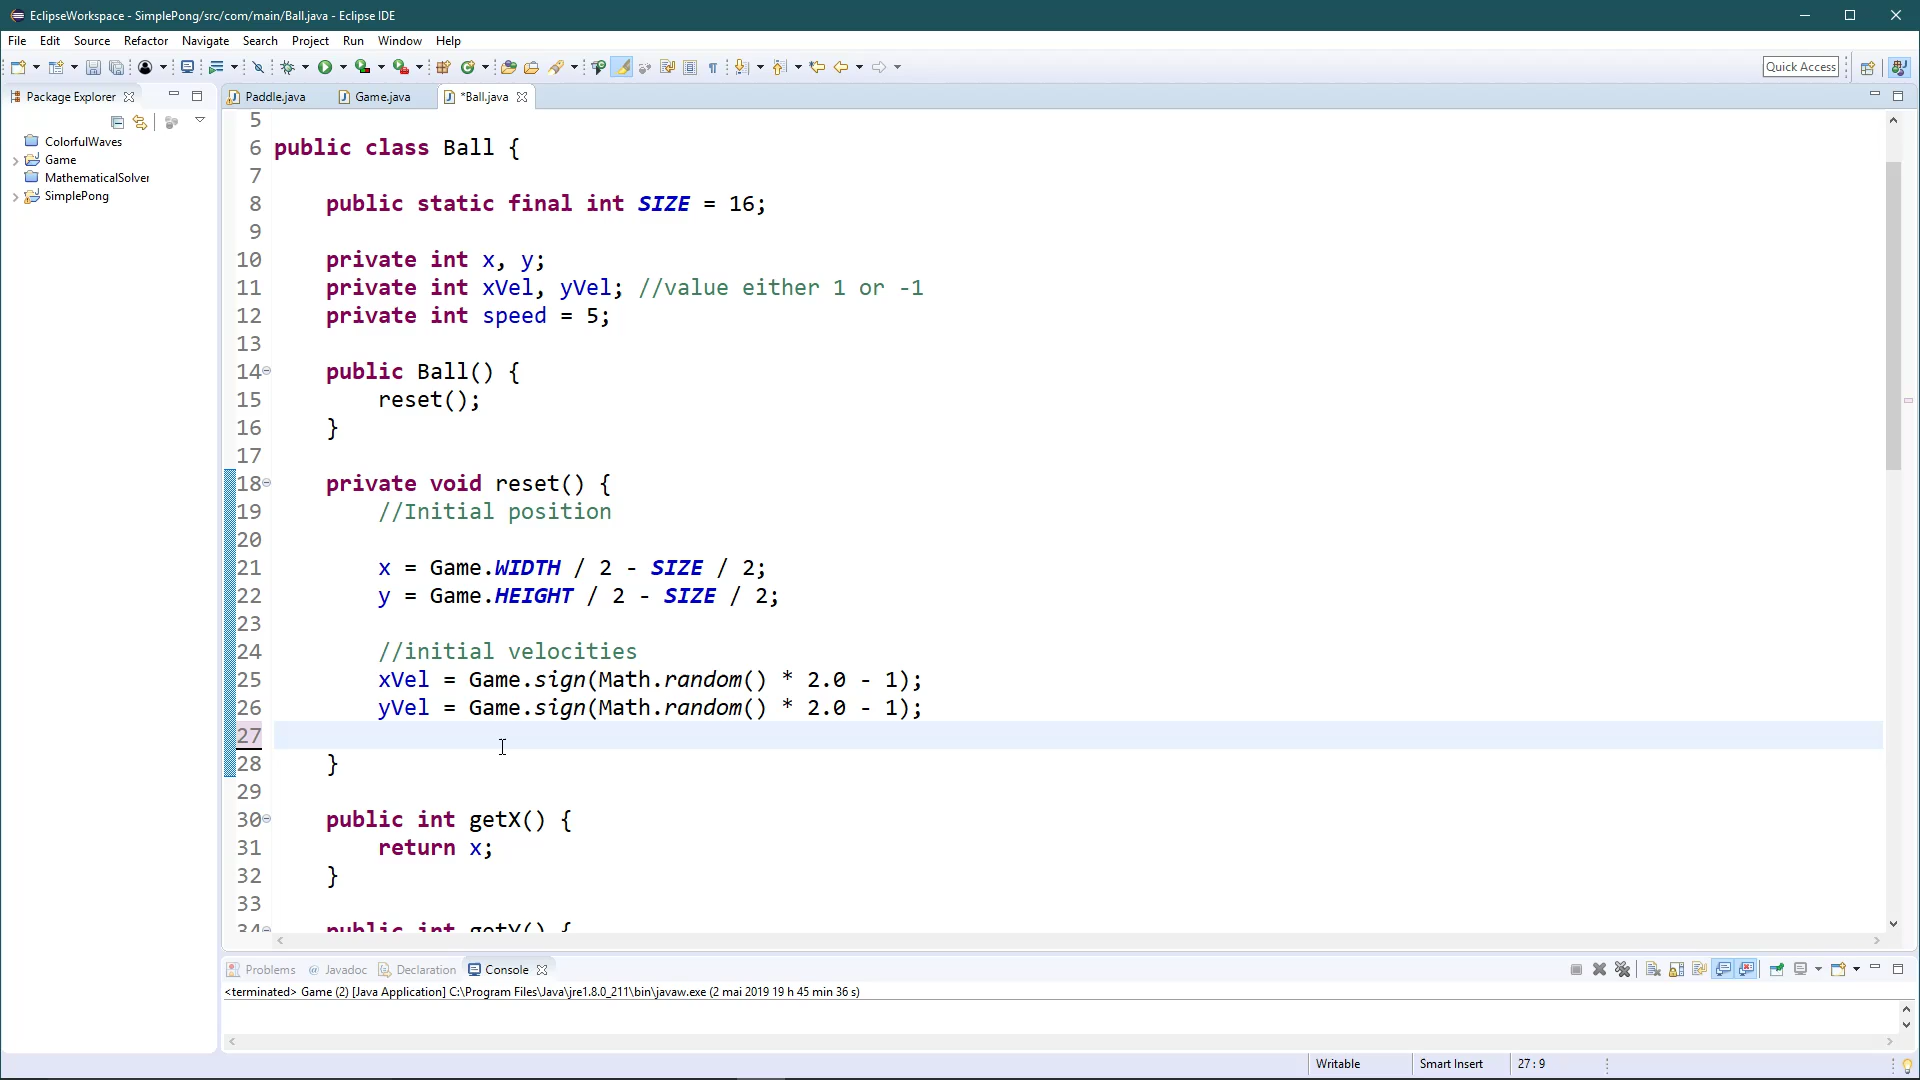 EclipseWorkspace - SimplePong/src/com/main/Ball.java - Eclipse IDE
File Edit Source Refactor Navigate Search Project Run Window Help
Quick Access
Package Explorer
Paddle.java Game.java *Ball.java
ColorfulWaves
Game
MathematicalSolver
SimplePong
5
6 public class Ball {
7
8 public static final int SIZE = 16;
9
10 private int x, y;
11 private int xVel, yVel; //value either 1 or -1
12 private int speed = 5;
13
14 public Ball() {
15 reset();
16 }
17
18 private void reset() {
19 //Initial position
20
21 x = Game.WIDTH / 2 - SIZE / 2;
22 y = Game.HEIGHT / 2 - SIZE / 2;
23
24 //initial velocities
25 xVel = Game.sign(Math.random() * 2.0 - 1);
26 yVel = Game.sign(Math.random() * 2.0 - 1);
27
28 }
29
30 public int getX() {
31 return x;
32 }
33
34 public int getY() {
Problems @ Javadoc Declaration Console
<terminated> Game (2) [Java Application] C:\Program Files\Java\jre1.8.0_211\bin\javaw.exe (2 mai 2019 19 h 45 min 36 s)
Writable Smart Insert 27 : 9